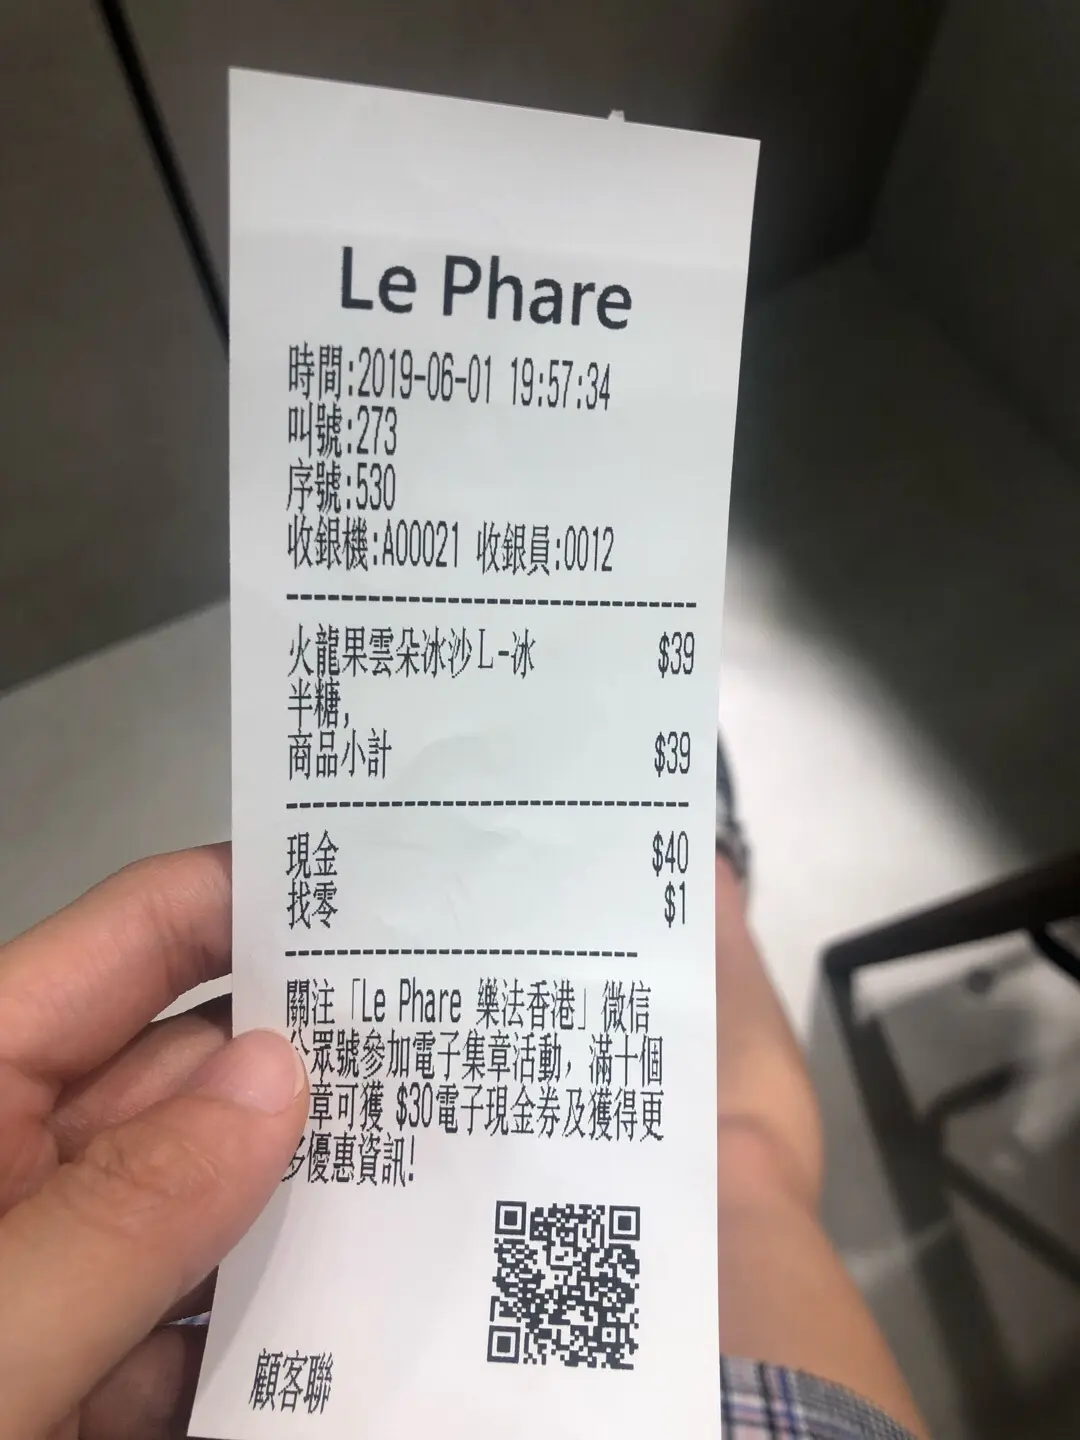 Le Phare
時間:2019-06-01 19:57:34
叫號:273
序號:530
收銀機:A00021 收銀員:0012
火龍果雲朵冰沙L-冰 $39
半糖,
商品小計 $39
現金 $40
找零 $1
關注「Le Phare 樂法香港」微信
公眾號參加電子集章活動, 滿十個
章可獲 $30電子現金券及獲得更
多優惠資訊!
顧客聯